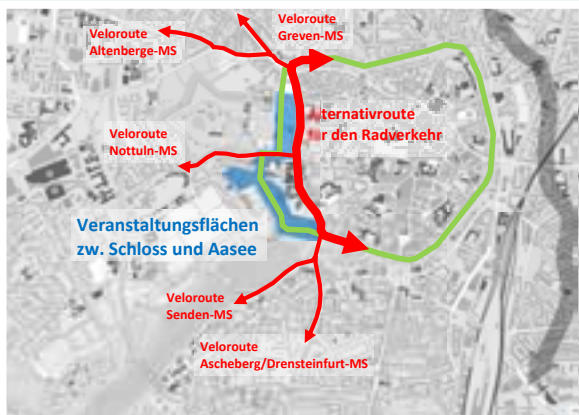 Veloroute
Greven-MS
Veloroute
Altenberge-MS
ternativroute
r den Radverkehr
Veloroute
Nottuln-MS
Veranstaltungsflächen
zw. Schloss und Aasee
Veloroute
Senden-MS
Veloroute
Ascheberg/Drensteinfurt-MS